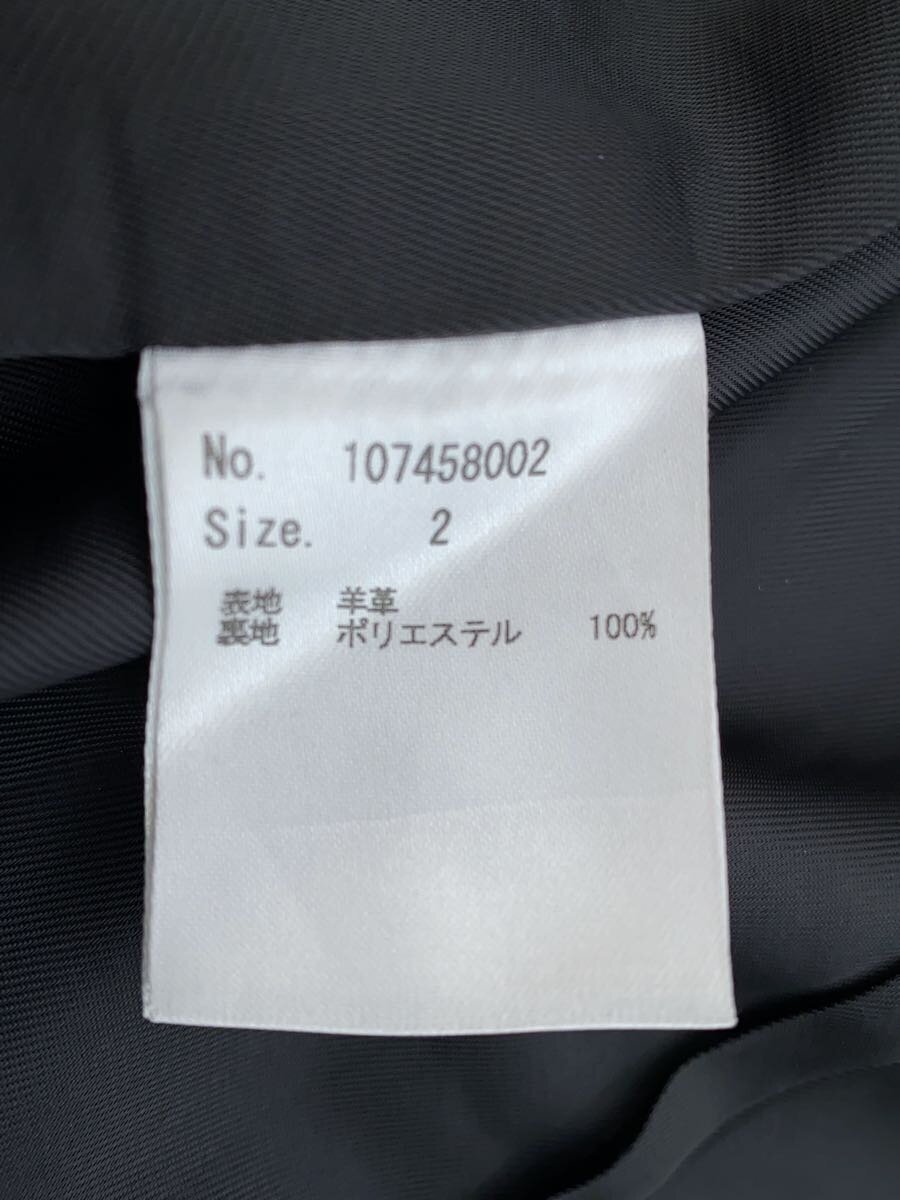 No. 107458002
Size. 2
表地 羊革
裏地 ポリエステル 100%